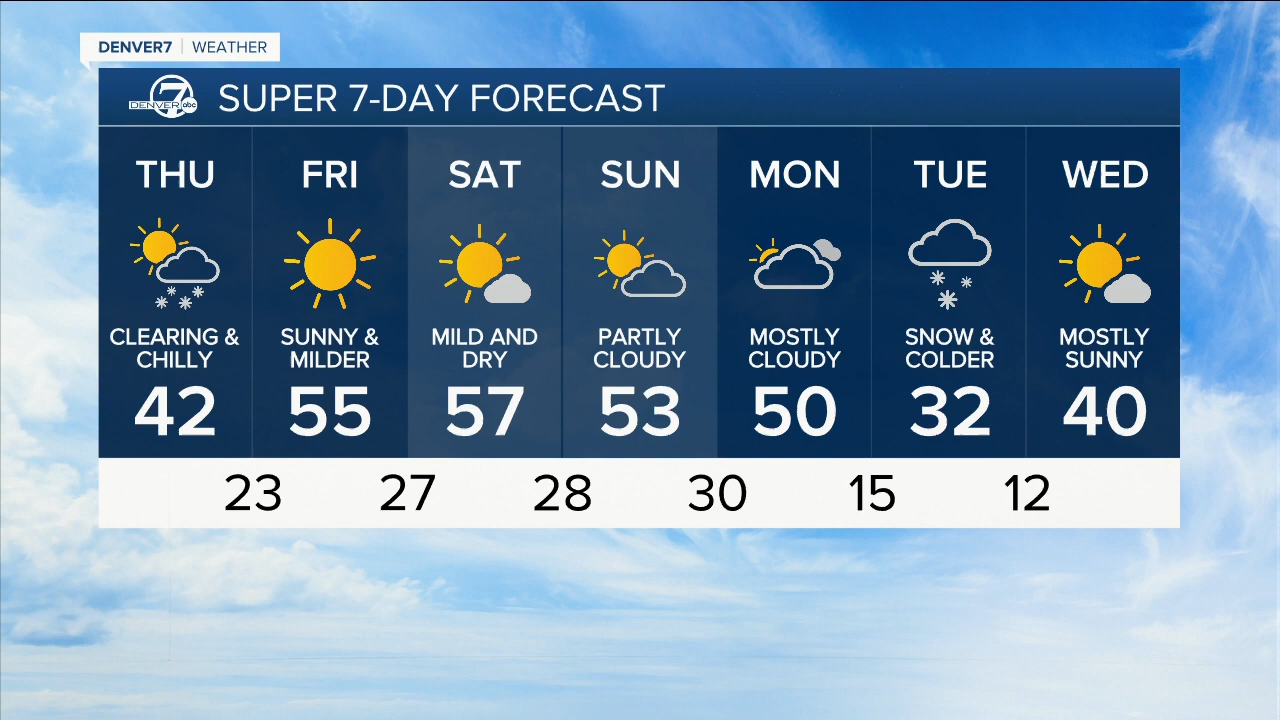 DENVER7 | WEATHER
DENVER 7 abc
SUPER 7-DAY FORECAST
THU FRI SAT SUN MON TUE WED
CLEARING & SUNNY & MILD AND PARTLY MOSTLY SNOW & MOSTLY
CHILLY MILDER DRY CLOUDY CLOUDY COLDER SUNNY
42 55 57 53 50 32 40
23 27 28 30 15 12